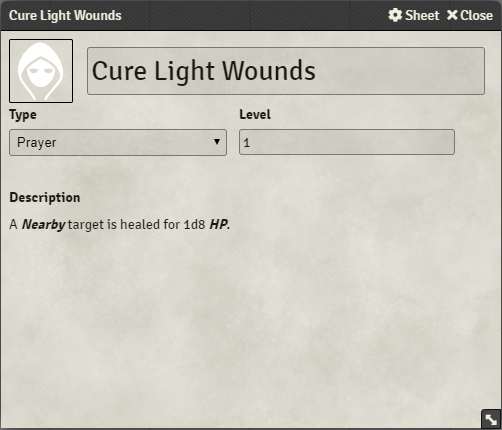 Cure Light Wounds Sheet Close
Cure Light Wounds
Type Level
Prayer 1
Description
A Nearby target is healed for 1d8 HP.